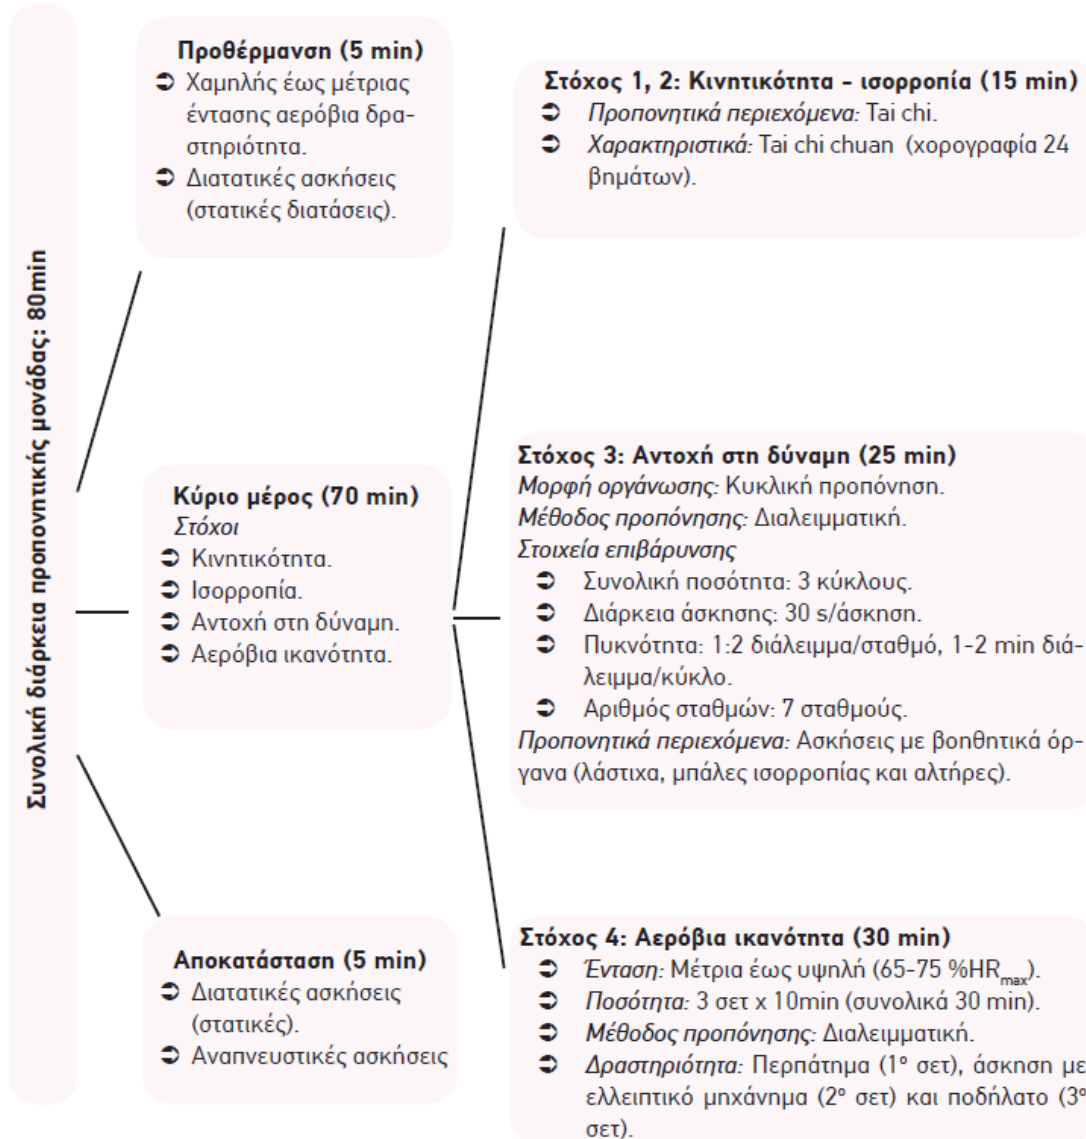 Συνολική διάρκεια προπονητικής μονάδας: 80min
Προθέρμανση (5 min)
➲ Χαμηλής έως μέτριας
έντασης αερόβια δρα-
στηριότητα.
➲ Διατατικές ασκήσεις
(στατικές διατάσεις).
Κύριο μέρος (70 min)
Στόχοι
➲ Κινητικότητα.
➲ Ισορροπία.
➲ Αντοχή στη δύναμη.
➲ Αερόβια ικανότητα.
Αποκατάσταση (5 min)
➲ Διατατικές ασκήσεις
(στατικές).
➲ Αναπνευστικές ασκήσεις
Στόχος 1, 2: Κινητικότητα - ισορροπία (15 min)
➲ Προπονητικά περιεχόμενα: Tai chi.
➲ Χαρακτηριστικά: Tai chi chuan (χορογραφία 24
βημάτων).
Στόχος 3: Αντοχή στη δύναμη (25 min)
Μορφή οργάνωσης: Κυκλική προπόνηση.
Μέθοδος προπόνησης: Διαλειμματική.
Στοιχεία επιβάρυνσης
➲ Συνολική ποσότητα: 3 κύκλους.
➲ Διάρκεια άσκησης: 30 s/άσκηση.
➲ Πυκνότητα: 1:2 διάλειμμα/σταθμό, 1-2 min διά-
λειμμα/κύκλο.
➲ Αριθμός σταθμών: 7 σταθμούς.
Προπονητικά περιεχόμενα: Ασκήσεις με βοηθητικά όρ-
γανα (λάστιχα, μπάλες ισορροπίας και αλτήρες).
Στόχος 4: Αερόβια ικανότητα (30 min)
➲ Ένταση: Μέτρια έως υψηλή (65-75 %HRmax).
➲ Ποσότητα: 3 σετ x 10min (συνολικά 30 min).
➲ Μέθοδος προπόνησης: Διαλειμματική.
➲ Δραστηριότητα: Περπάτημα (1º σετ), άσκηση με
ελλειπτικό μηχάνημα (2º σετ) και ποδήλατο (3º
σετ).